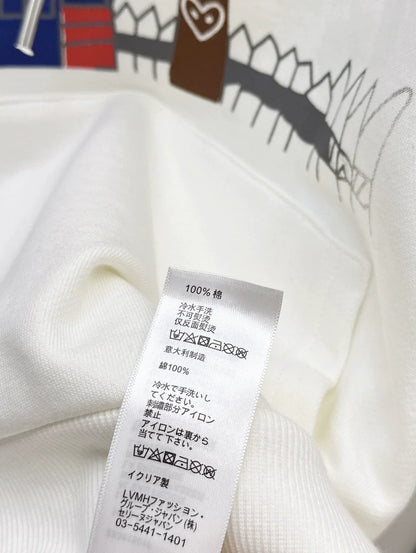 100% 棉
冷水手洗
不可熨烫
仅反面熨烫
意大利制造
綿100%
冷水で手洗いし
てください。
刺繍部分アイロン
禁止
アイロンは裏から
当てて下さい。
イクリア製
LVMHファッション・
グループ・ジャパン(株)
セリーヌジャパン
03-5441-1401